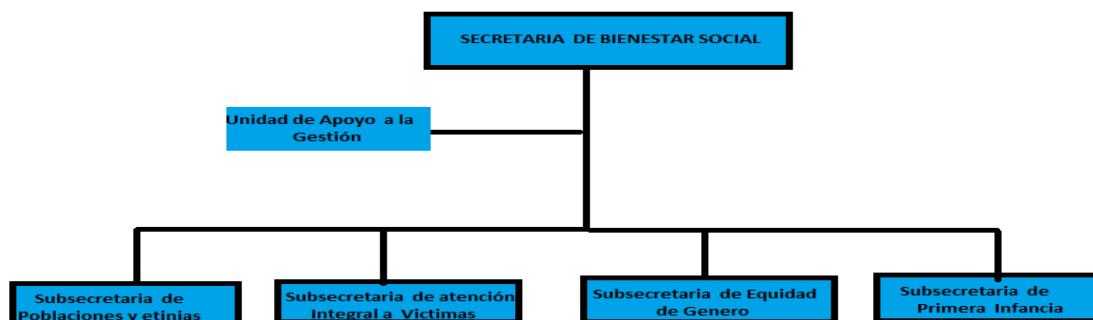 SECRETARIA DE BIENESTAR SOCIAL
Unidad de Apoyo a la
Gestión
Subsecretaria de
Poblaciones y etinias
Subsecretaria de atención
Integral a Victimas
Subsecretaria de Equidad
de Genero
Subsecretaria de
Primera Infancia